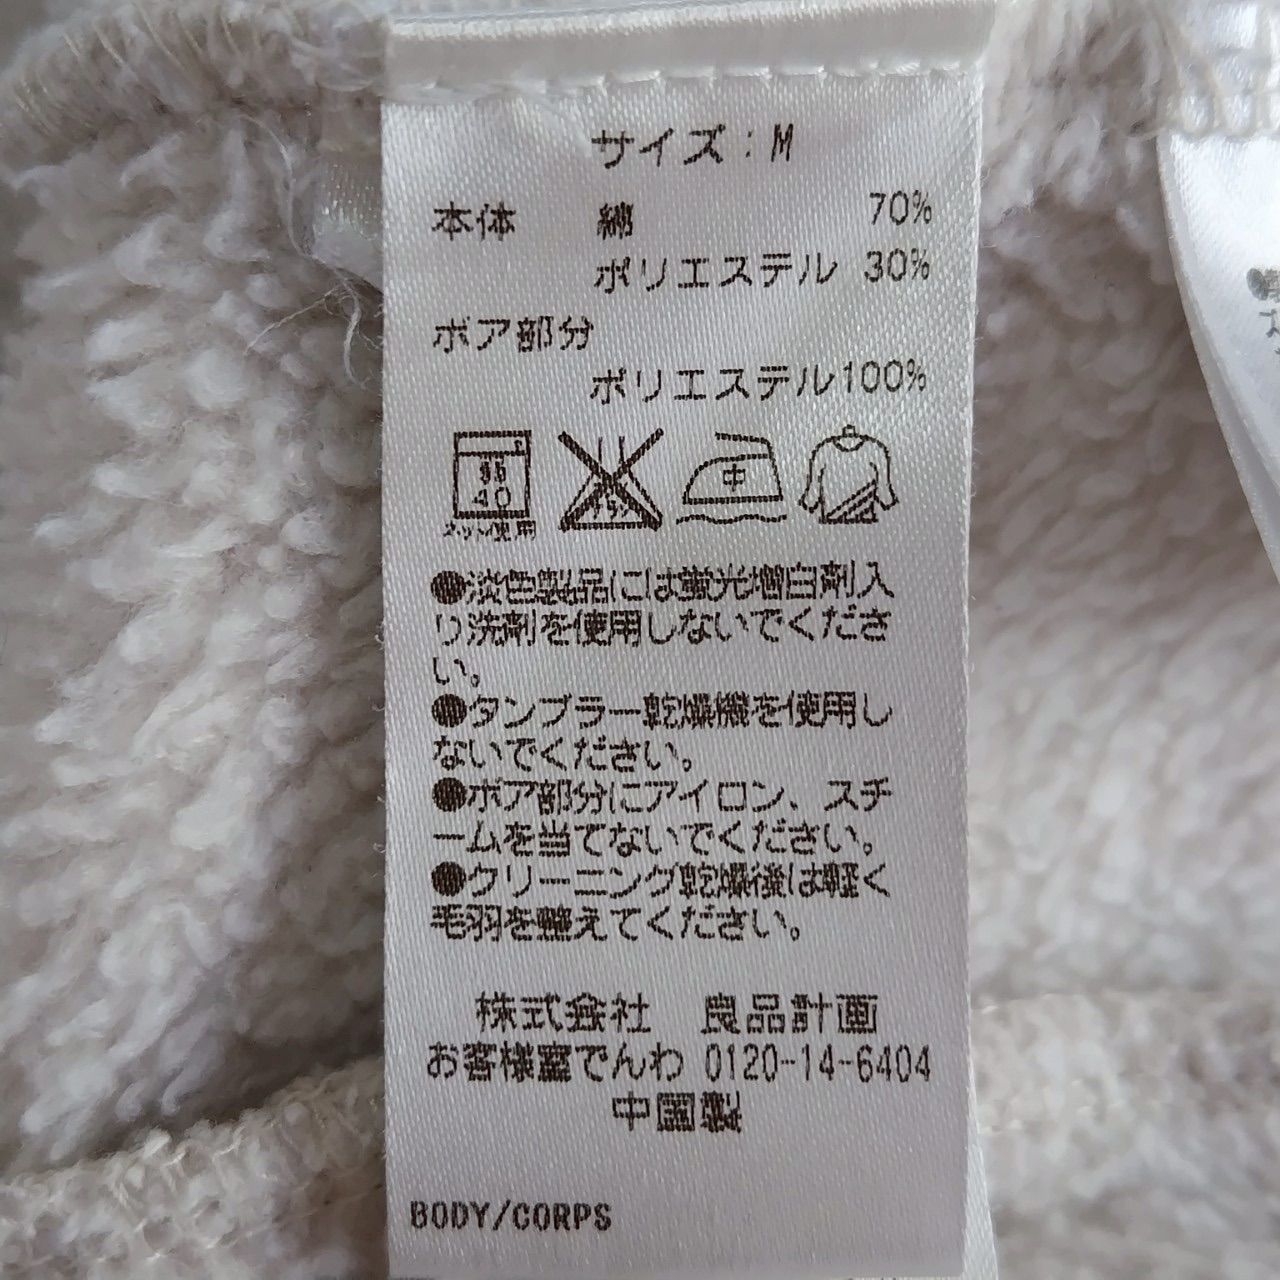 サイズ：M
本体 綿 70%
ポリエステル 30%
ボア部分
ポリエステル100%
40
ネット使用
中
●淡色製品には蛍光増白剤入
り洗剤を使用しないでくださ
い。
●タンブラー乾燥機を使用し
ないでください。
●ボア部分にアイロン、スチ
ームを当てないでください。
●クリーニング乾燥後は軽く
毛羽を整えてください。
株式会社 良品計画
お客様室でんわ 0120-14-6404
中国製
BODY/CORPS